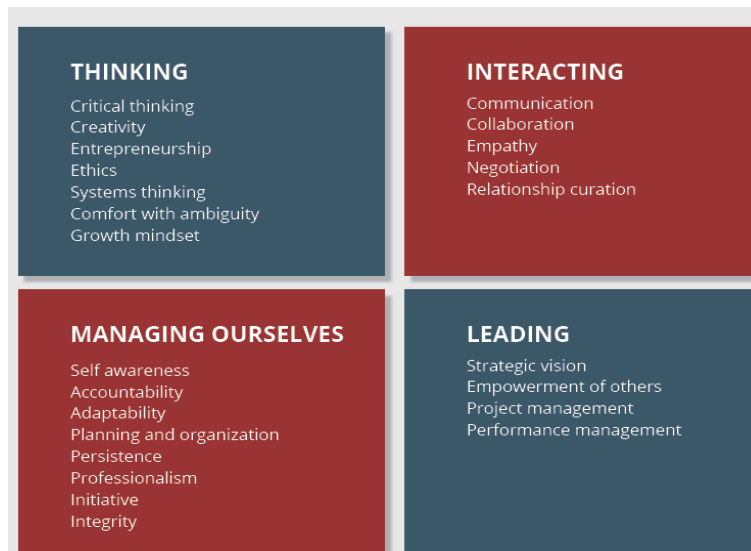 THINKING
Critical thinking
Creativity
Entrepreneurship
Ethics
Systems thinking
Comfort with ambiguity
Growth mindset
INTERACTING
Communication
Collaboration
Empathy
Negotiation
Relationship curation
MANAGING OURSELVES
Self awareness
Accountability
Adaptability
Planning and organization
Persistence
Professionalism
Initiative
Integrity
LEADING
Strategic vision
Empowerment of others
Project management
Performance management